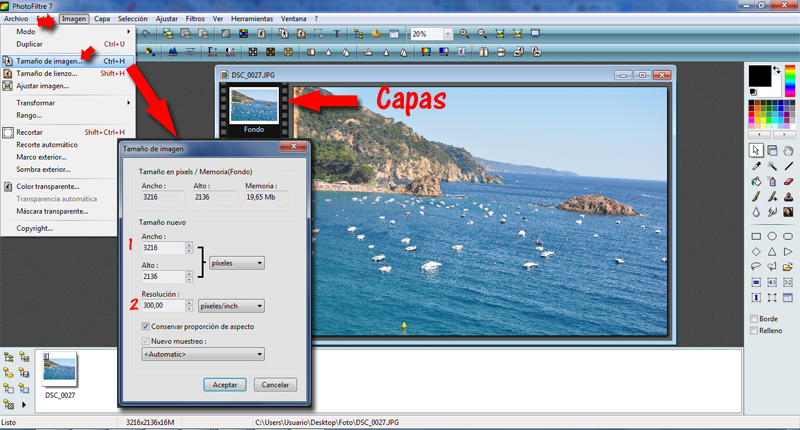 PhotoFiltre 7
Archivo Imagen Capa Selección Ajustar Filtros Ver Herramientas Ventana ?
20%
Modo
Duplicar Ctrl+U
Tamaño de imagen... Ctrl+H
Tamaño de lienzo... Shift+H
Ajustar imagen...
Transformar
Rango...
Recortar Shift+Ctrl+H
Recorte automático
Marco exterior...
Sombra exterior...
Color transparente...
Transparencia automática
Máscara transparente...
Copyright...
DSC_0027.JPG
Fondo
Capas
Tamaño de imagen
Tamaño en pixels / Memoria(Fondo)
Ancho : Alto : Memoria :
3216 2136 19,65 Mb
Tamaño nuevo
Ancho :
1 3216
píxeles
Alto :
2136
Resolución :
2 300,00 píxeles/inch
Conservar proporción de aspecto
Nuevo muestreo :
<Automatic>
Aceptar Cancelar
Borde
Relleno
DSC_0027
Listo 3216x2136x16M C:\Users\Usuario\Desktop\Foto\DSC_0027.JPG